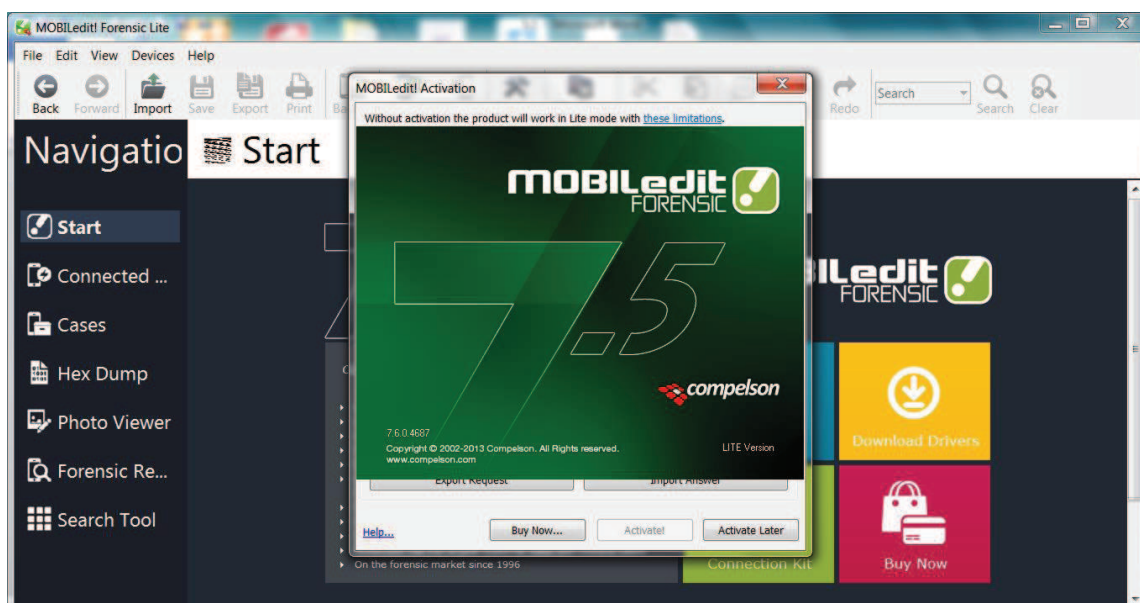 MOBILedit! Forensic Lite
File Edit View Devices Help
Back Forward Import Save Export Print Redo Search Search Clear
Navigatio
Start
Start
Connected ...
Cases
Hex Dump
Photo Viewer
Forensic Re...
Search Tool
MOBILedit! Activation
Without activation the product will work in Lite mode with these limitations.
MOBILedit!
FORENSIC
7.5
compelson
7.6.0.4687
Copyright © 2002-2013 Compelson. All Rights reserved.
www.compelson.com
LITE Version
Export Request
Import Answer
Help...
Buy Now...
Activate!
Activate Later
ILedit!
FORENSIC
Download Drivers
Connection Kit
Buy Now
On the forensic market since 1996